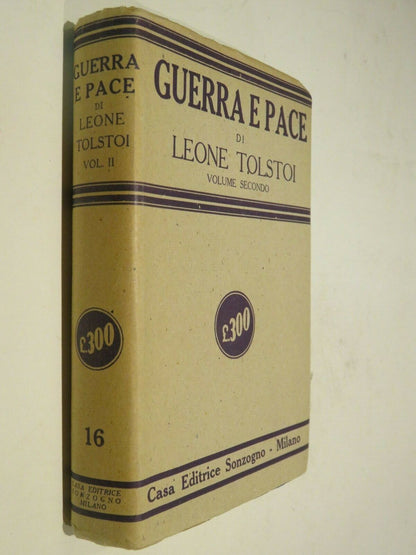 GUERRA
E PACE
DI
LEONE
TOLSTOI
VOL. II
£.300
16
CASA EDITRICE
SONZOGNO
MILANO
GUERRA E PACE
DI
LEONE TOLSTOI
VOLUME SECONDO
£.300
Casa Editrice Sonzogno - Milano